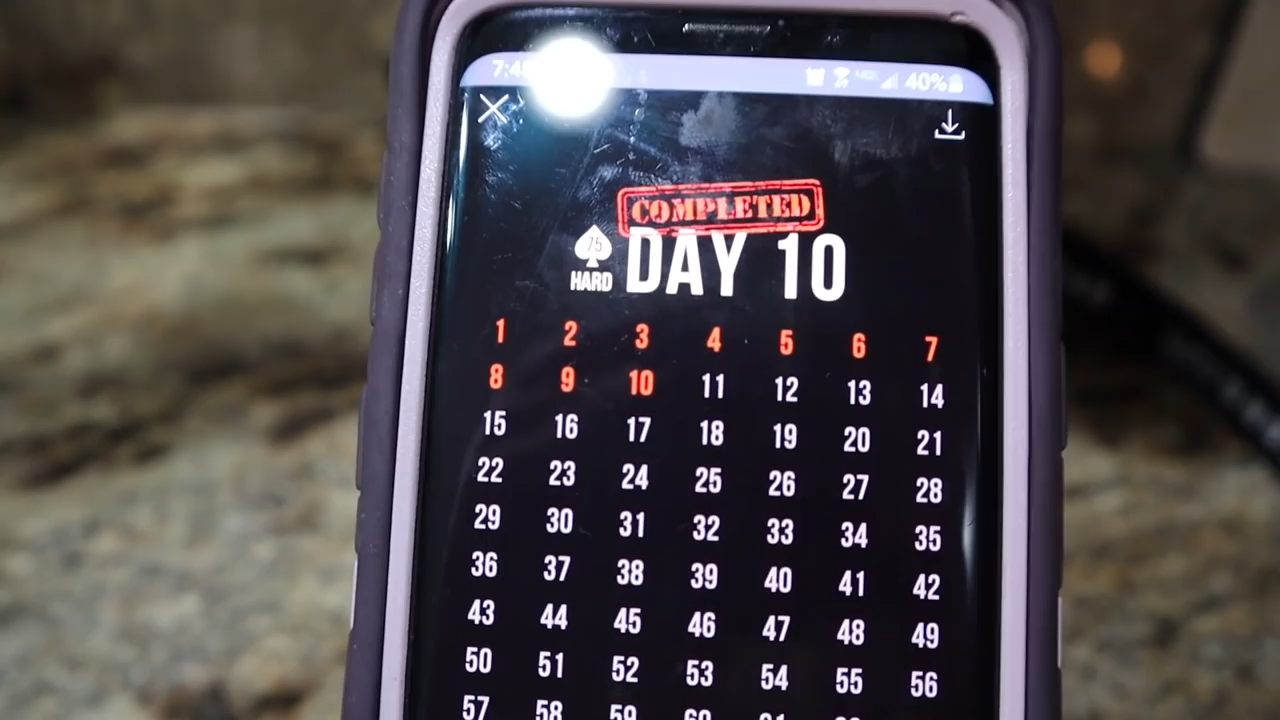 40%
COMPLETED
75
HARD
DAY 10
1 2 3 4 5 6 7
8 9 10 11 12 13 14
15 16 17 18 19 20 21
22 23 24 25 26 27 28
29 30 31 32 33 34 35
36 37 38 39 40 41 42
43 44 45 46 47 48 49
50 51 52 53 54 55 56
57 58 59